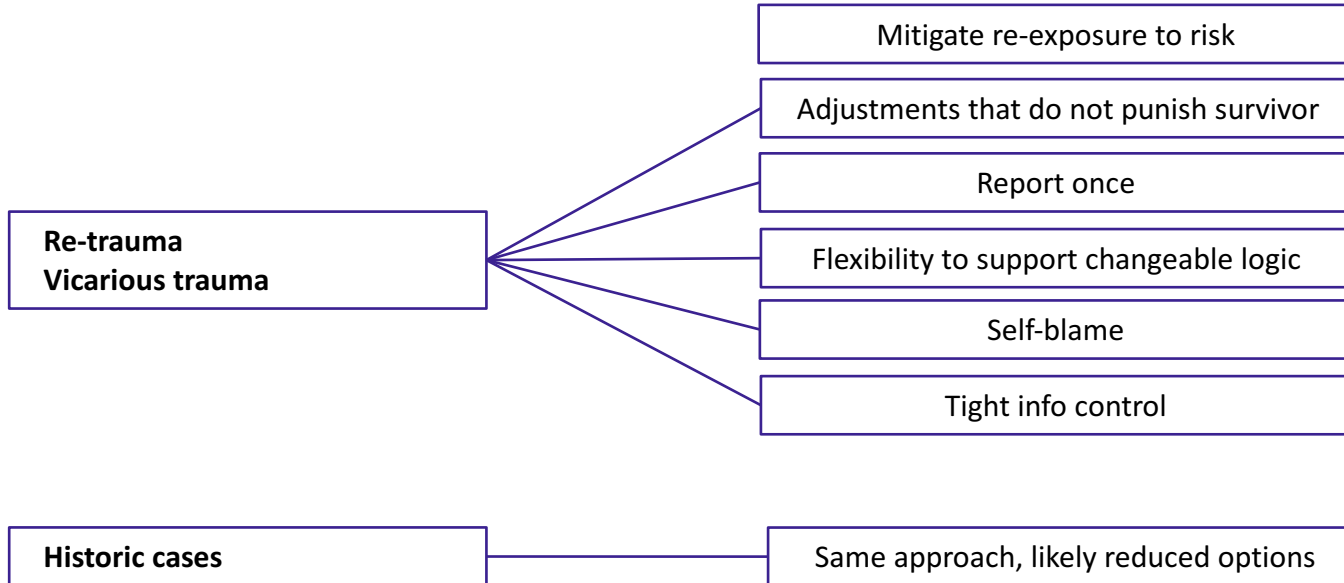 Mitigate re-exposure to risk
Adjustments that do not punish survivor
Report once
Re-trauma
Vicarious trauma
Flexibility to support changeable logic
Self-blame
Tight info control
Historic cases
Same approach, likely reduced options